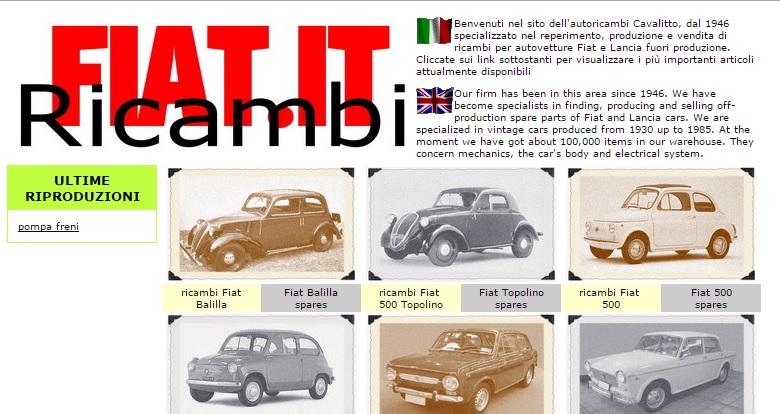 FIAT.IT
Ricambi
Benvenuti nel sito dell'autoricambi Cavalitto, dal 1946
specializzato nel reperimento, produzione e vendita di
ricambi per autovetture Fiat e Lancia fuori produzione.
Cliccate sui link sottostanti per visualizzare i più importanti articoli
attualmente disponibili
Our firm has been in this area since 1946. We have
become specialists in finding, producing and selling off-
production spare parts of Fiat and Lancia cars. We are
specialized in vintage cars produced from 1930 up to 1985. At the
moment we have got about 100,000 items in our warehouse. They
concern mechanics, the car's body and electrical system.
ULTIME
RIPRODUZIONI
pompa freni
ricambi Fiat
Balilla
Fiat Balilla
spares
ricambi Fiat
500 Topolino
Fiat Topolino
spares
ricambi Fiat
500
Fiat 500
spares